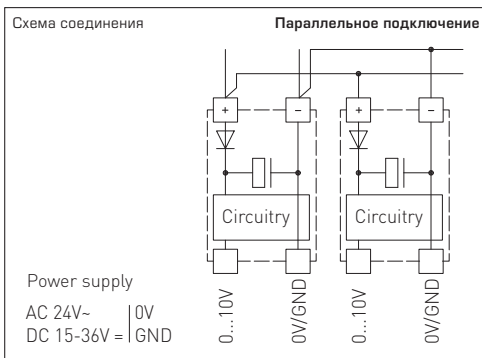 Схема соединения
Параллельное подключение
+ − + −
Circuitry Circuitry
Power supply
AC 24V~ | 0V
DC 15-36V = | GND
0...10V
0V/GND
0...10V
0V/GND